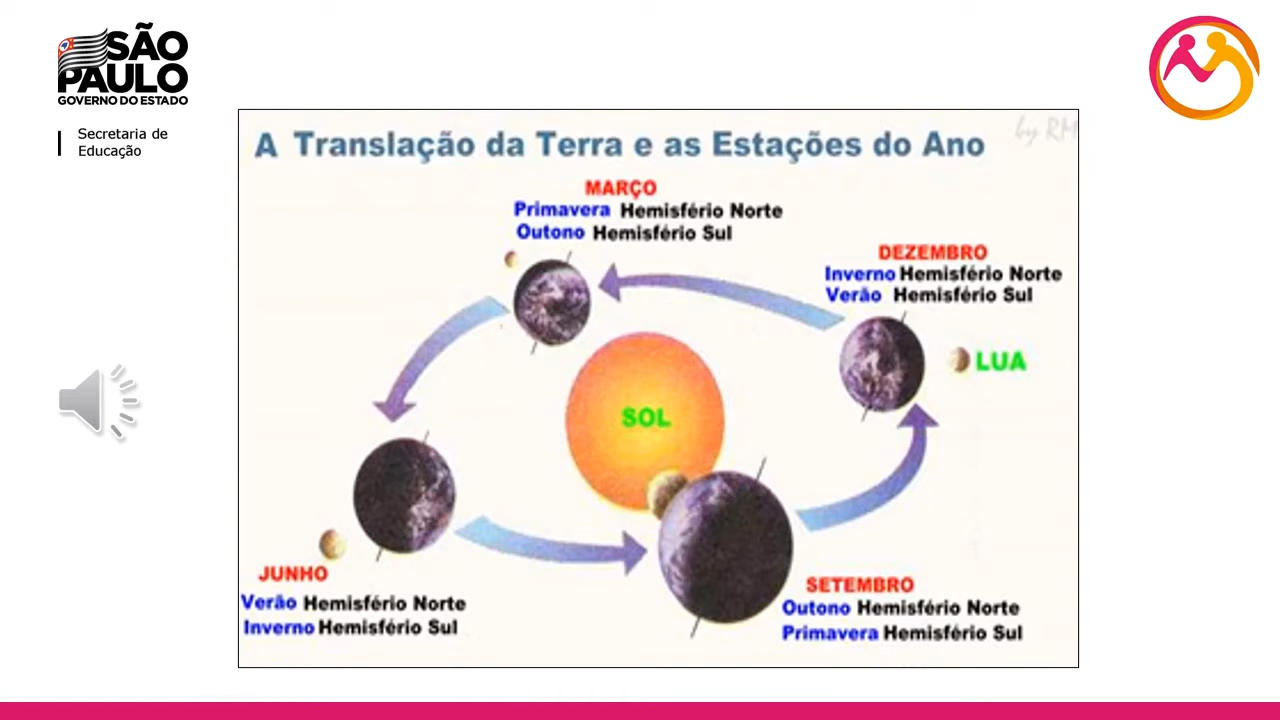 SÃO
PAULO
GOVERNO DO ESTADO
Secretaria de
Educação
by RM
A Translação da Terra e as Estações do Ano
MARÇO
Primavera Hemisfério Norte
Outono Hemisfério Sul
DEZEMBRO
Inverno Hemisfério Norte
Verão Hemisfério Sul
LUA
SOL
JUNHO
Verão Hemisfério Norte
Inverno Hemisfério Sul
SETEMBRO
Outono Hemisfério Norte
Primavera Hemisfério Sul